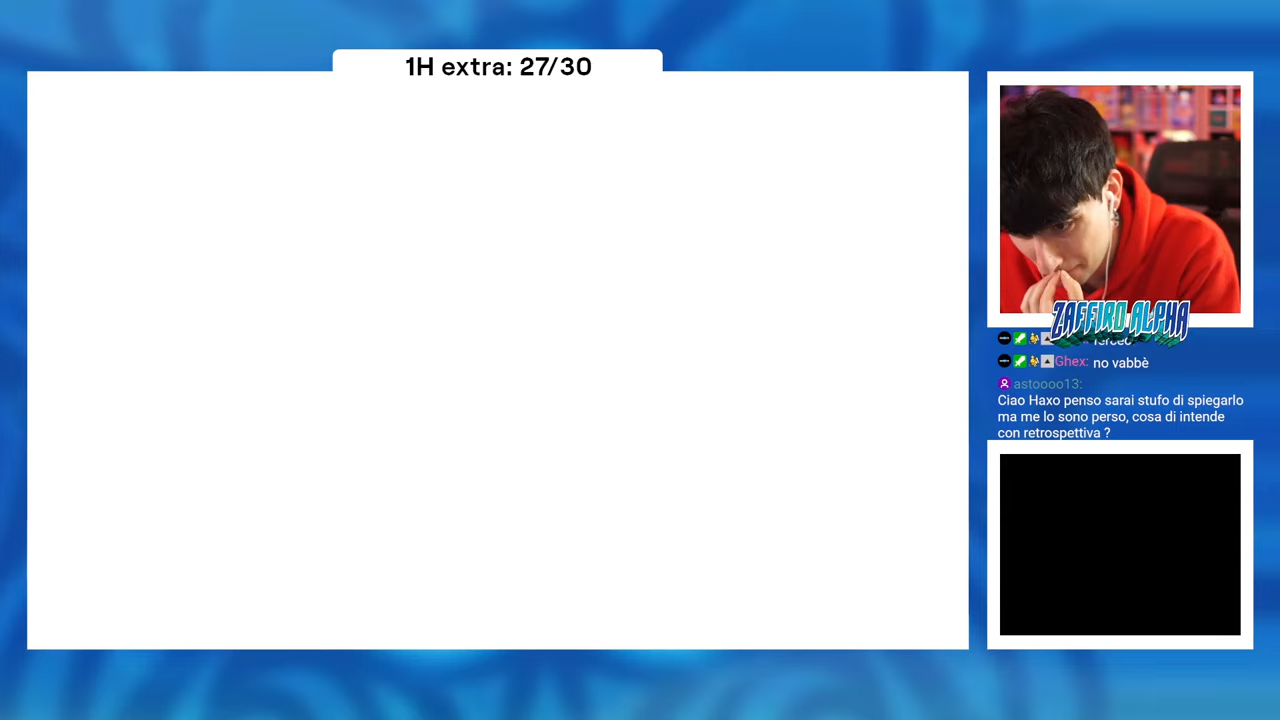 1H extra: 27/30
ZAFFIRO ALPHA
Ghex: no vabbè
astoooo13:
Ciao Haxo penso sarai stufo di spiegarlo
ma me lo sono perso, cosa di intende
con retrospettiva ?